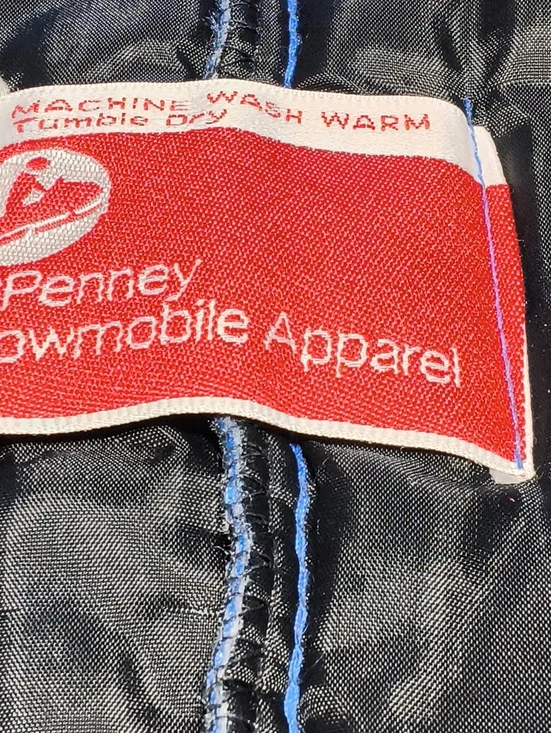 MACHINE WASH WARM
Tumble Dry
Penney
owmobile Apparel